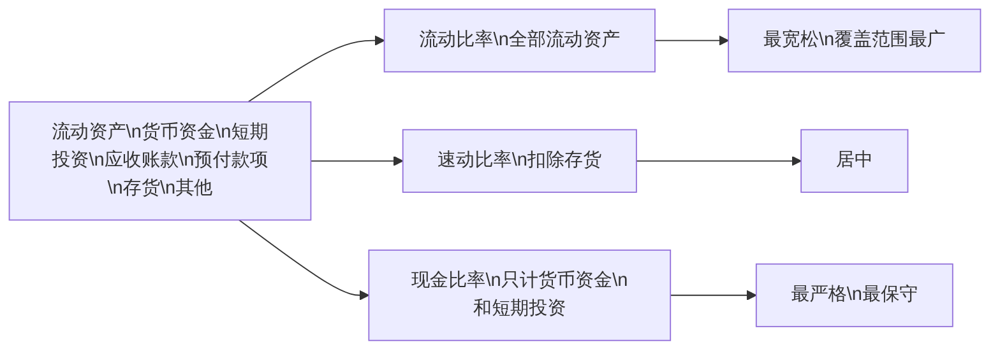 流动资产\n货币资金\n短期
投资\n应收账款\n预付款项
\n存货\n其他
流动比率\n全部流动资产
最宽松\n覆盖范围最广
速动比率\n扣除存货
居中
现金比率\n只计货币资金\n
和短期投资
最严格\n最保守